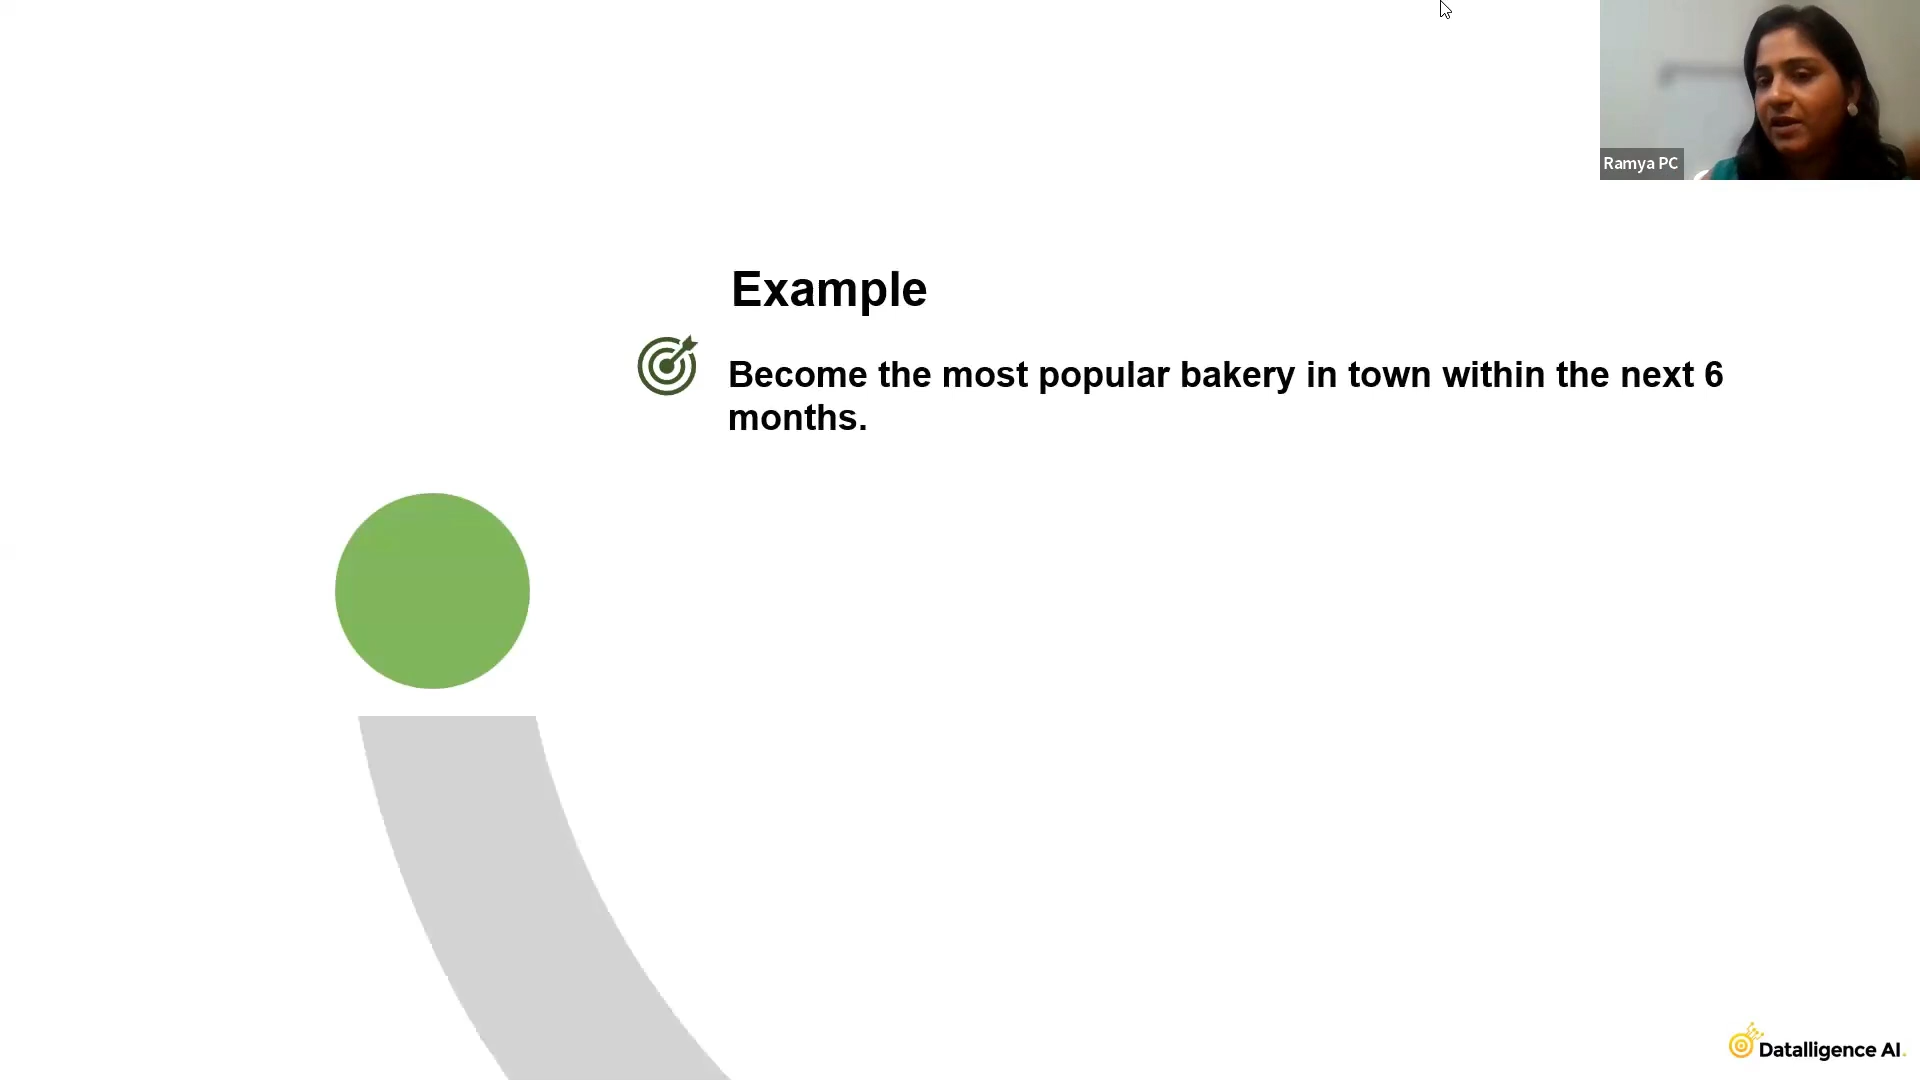 Ramya PC
Example
Become the most popular bakery in town within the next 6
months.
Datalligence AI.